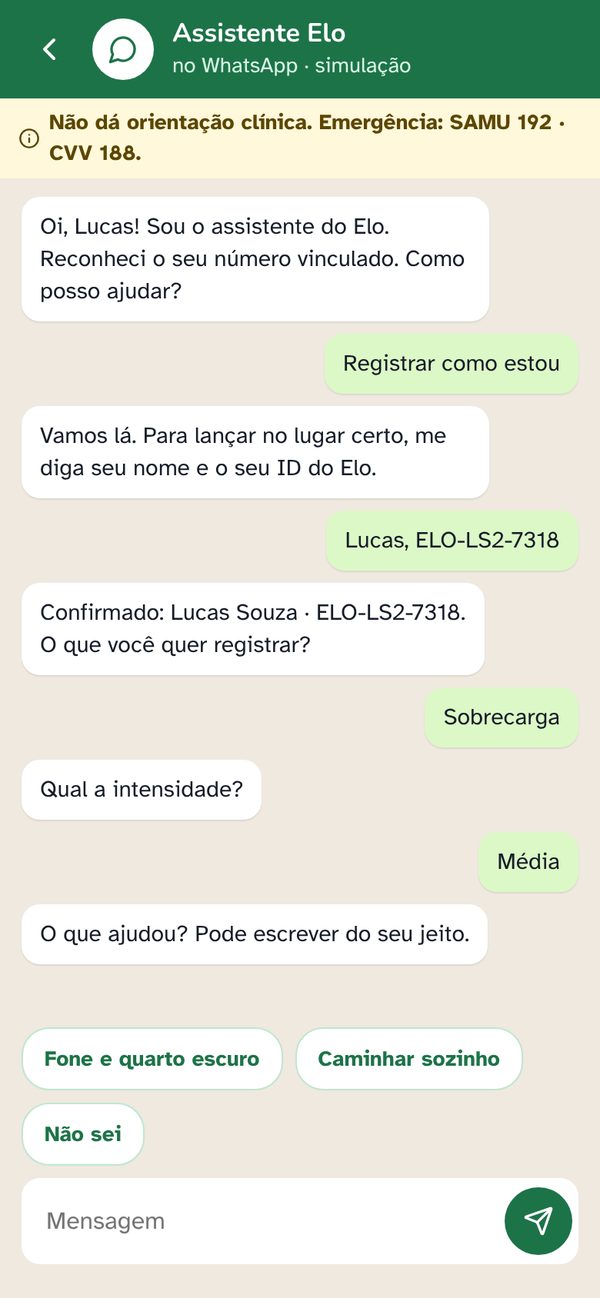 Assistente Elo
no WhatsApp · simulação
Não dá orientação clínica. Emergência: SAMU 192 ·
CVV 188.
Oi, Lucas! Sou o assistente do Elo.
Reconheci o seu número vinculado. Como
posso ajudar?
Registrar como estou
Vamos lá. Para lançar no lugar certo, me
diga seu nome e o seu ID do Elo.
Lucas, ELO-LS2-7318
Confirmado: Lucas Souza · ELO-LS2-7318.
O que você quer registrar?
Sobrecarga
Qual a intensidade?
Média
O que ajudou? Pode escrever do seu jeito.
Fone e quarto escuro
Caminhar sozinho
Não sei
Mensagem